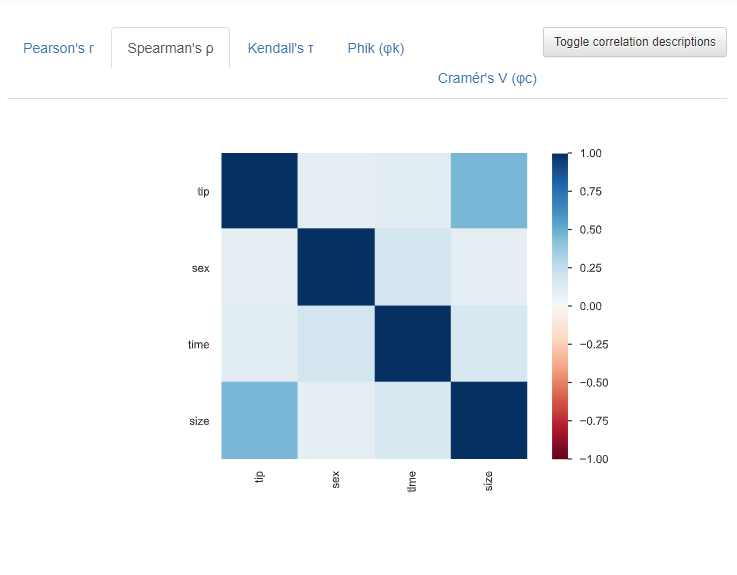 Pearson's r
Spearman's ρ
Kendall's τ
Phik (φk)
Toggle correlation descriptions
Cramér's V (φc)
tip
sex
time
size
1.00
0.75
0.50
0.25
0.00
−0.25
−0.50
−0.75
−1.00
tip
sex
time
size